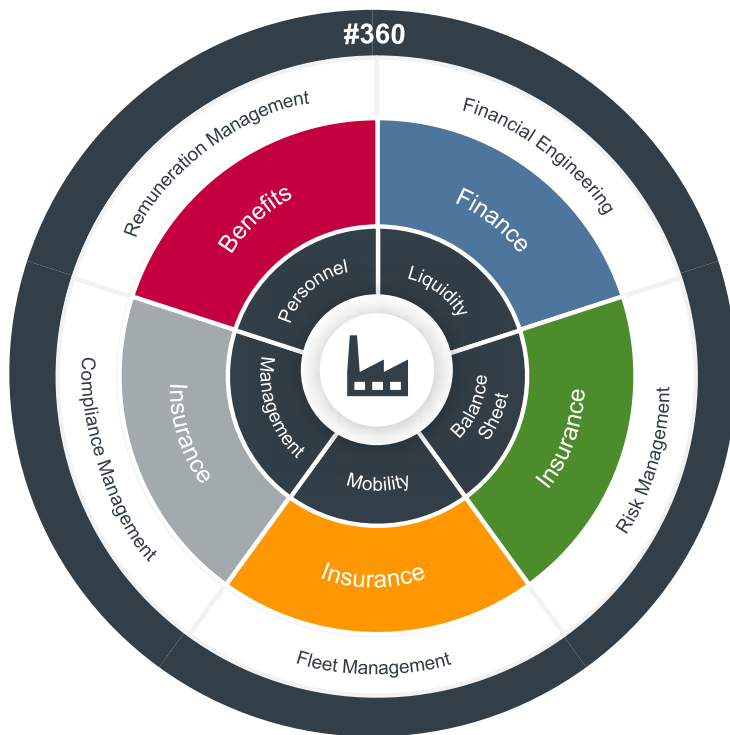 #360
Remuneration Management
Financial Engineering
Benefits
Finance
Personnel
Liquidity
Compliance Management
Insurance
Management
Balance
Sheet
Insurance
Risk Management
Mobility
Insurance
Fleet Management